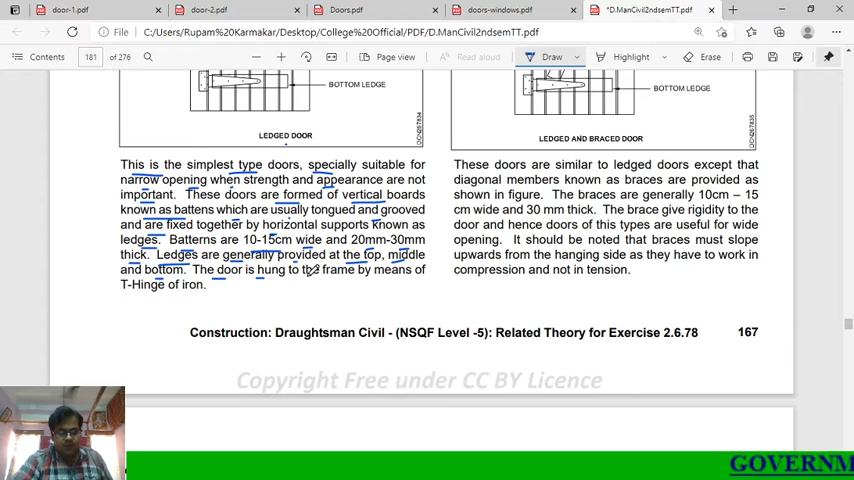 door-1.pdf
door-2.pdf
Doors.pdf
doors-windows.pdf
*D.ManCivil2ndsemTT.pdf
File
C:/Users/Rupam Karmakar/Desktop/College %20Official/PDF/D.ManCivil2ndsemTT.pdf
Contents 181 of 276 Page view Draw Highlight Erase
BOTTOM LEDGE
LEDGED DOOR
This is the simplest type doors, specially suitable for
narrow opening when strength and appearance are not
important. These doors are formed of vertical boards
known as battens which are usually tongued and grooved
and are fixed together by horizontal supports known as
ledges. Batterns are 10-15cm wide and 20mm-30mm
thick. Ledges are generally provided at the top, middle
and bottom. The door is hung to the frame by means of
T-Hinge of iron.
BOTTOM LEDGE
LEDGED AND BRACED DOOR
These doors are similar to ledged doors except that
diagonal members known as braces are provided as
shown in figure. The braces are generally 10cm – 15
cm wide and 30 mm thick. The brace give rigidity to the
door and hence doors of this types are useful for wide
opening. It should be noted that braces must slope
upwards from the hanging side as they have to work in
compression and not in tension.
Construction: Draughtsman Civil - (NSQF Level -5): Related Theory for Exercise 2.6.78 167
Copyright Free under CC BY Licence
GOVERNM